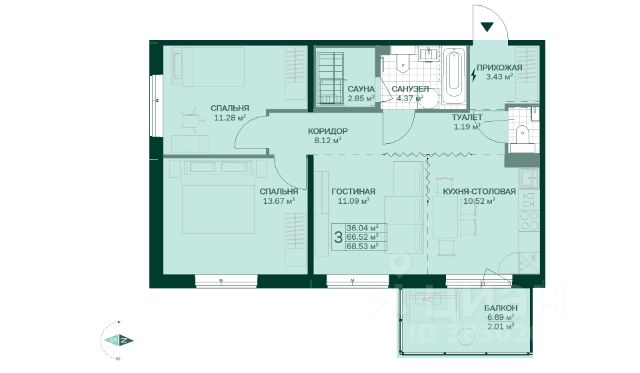 ПРИХОЖАЯ
3.43 м²
САУНА
2.85 м²
САНУЗЕЛ
4.37 м²
СПАЛЬНЯ
11.28 м²
ТУАЛЕТ
1.19 м²
КОРИДОР
8.12 м²
СПАЛЬНЯ
13.67 м²
ГОСТИНАЯ
11.09 м²
КУХНЯ-СТОЛОВАЯ
10.52 м²
3
36.04 м²
66.52 м²
68.53 м²
A/C
БАЛКОН
6.69 м²
2.01 м²
циан